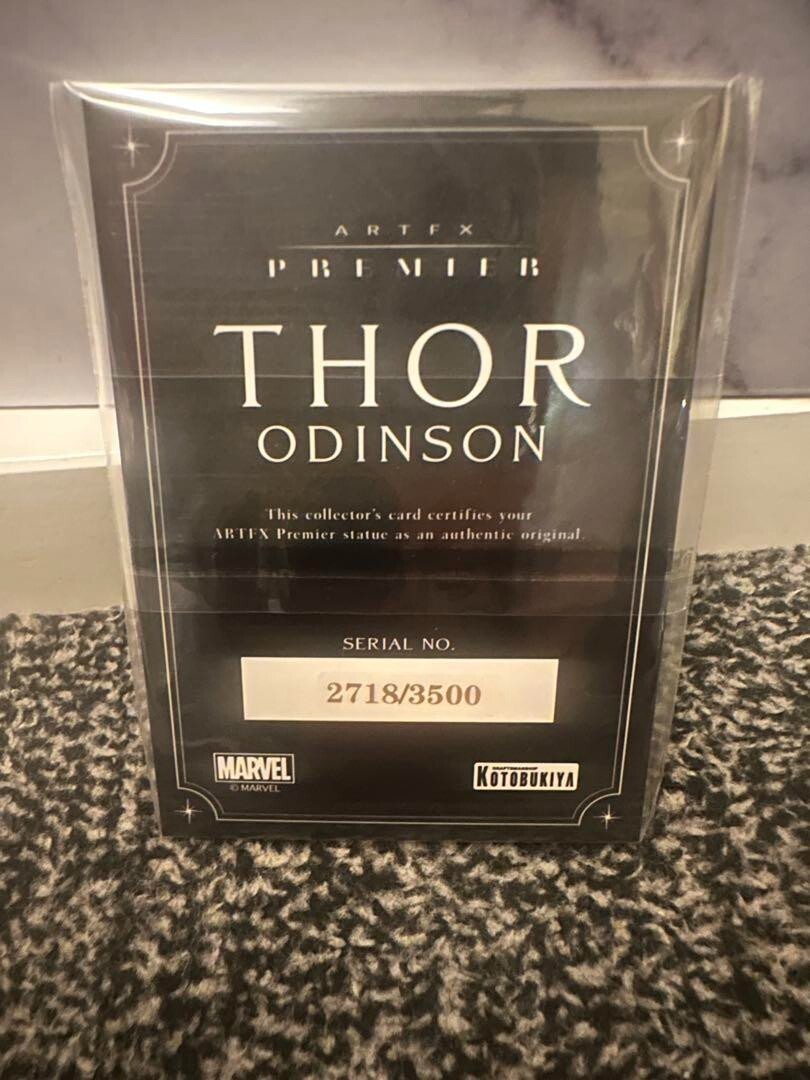 ARTFX
PREMIER
THOR
ODINSON
This collector's card certifies your
ARTFX Premier statue as an authentic original.
SERIAL NO.
2718/3500
MARVEL
© MARVEL
CRAFTSMANSHIP
KOTOBUKIYA